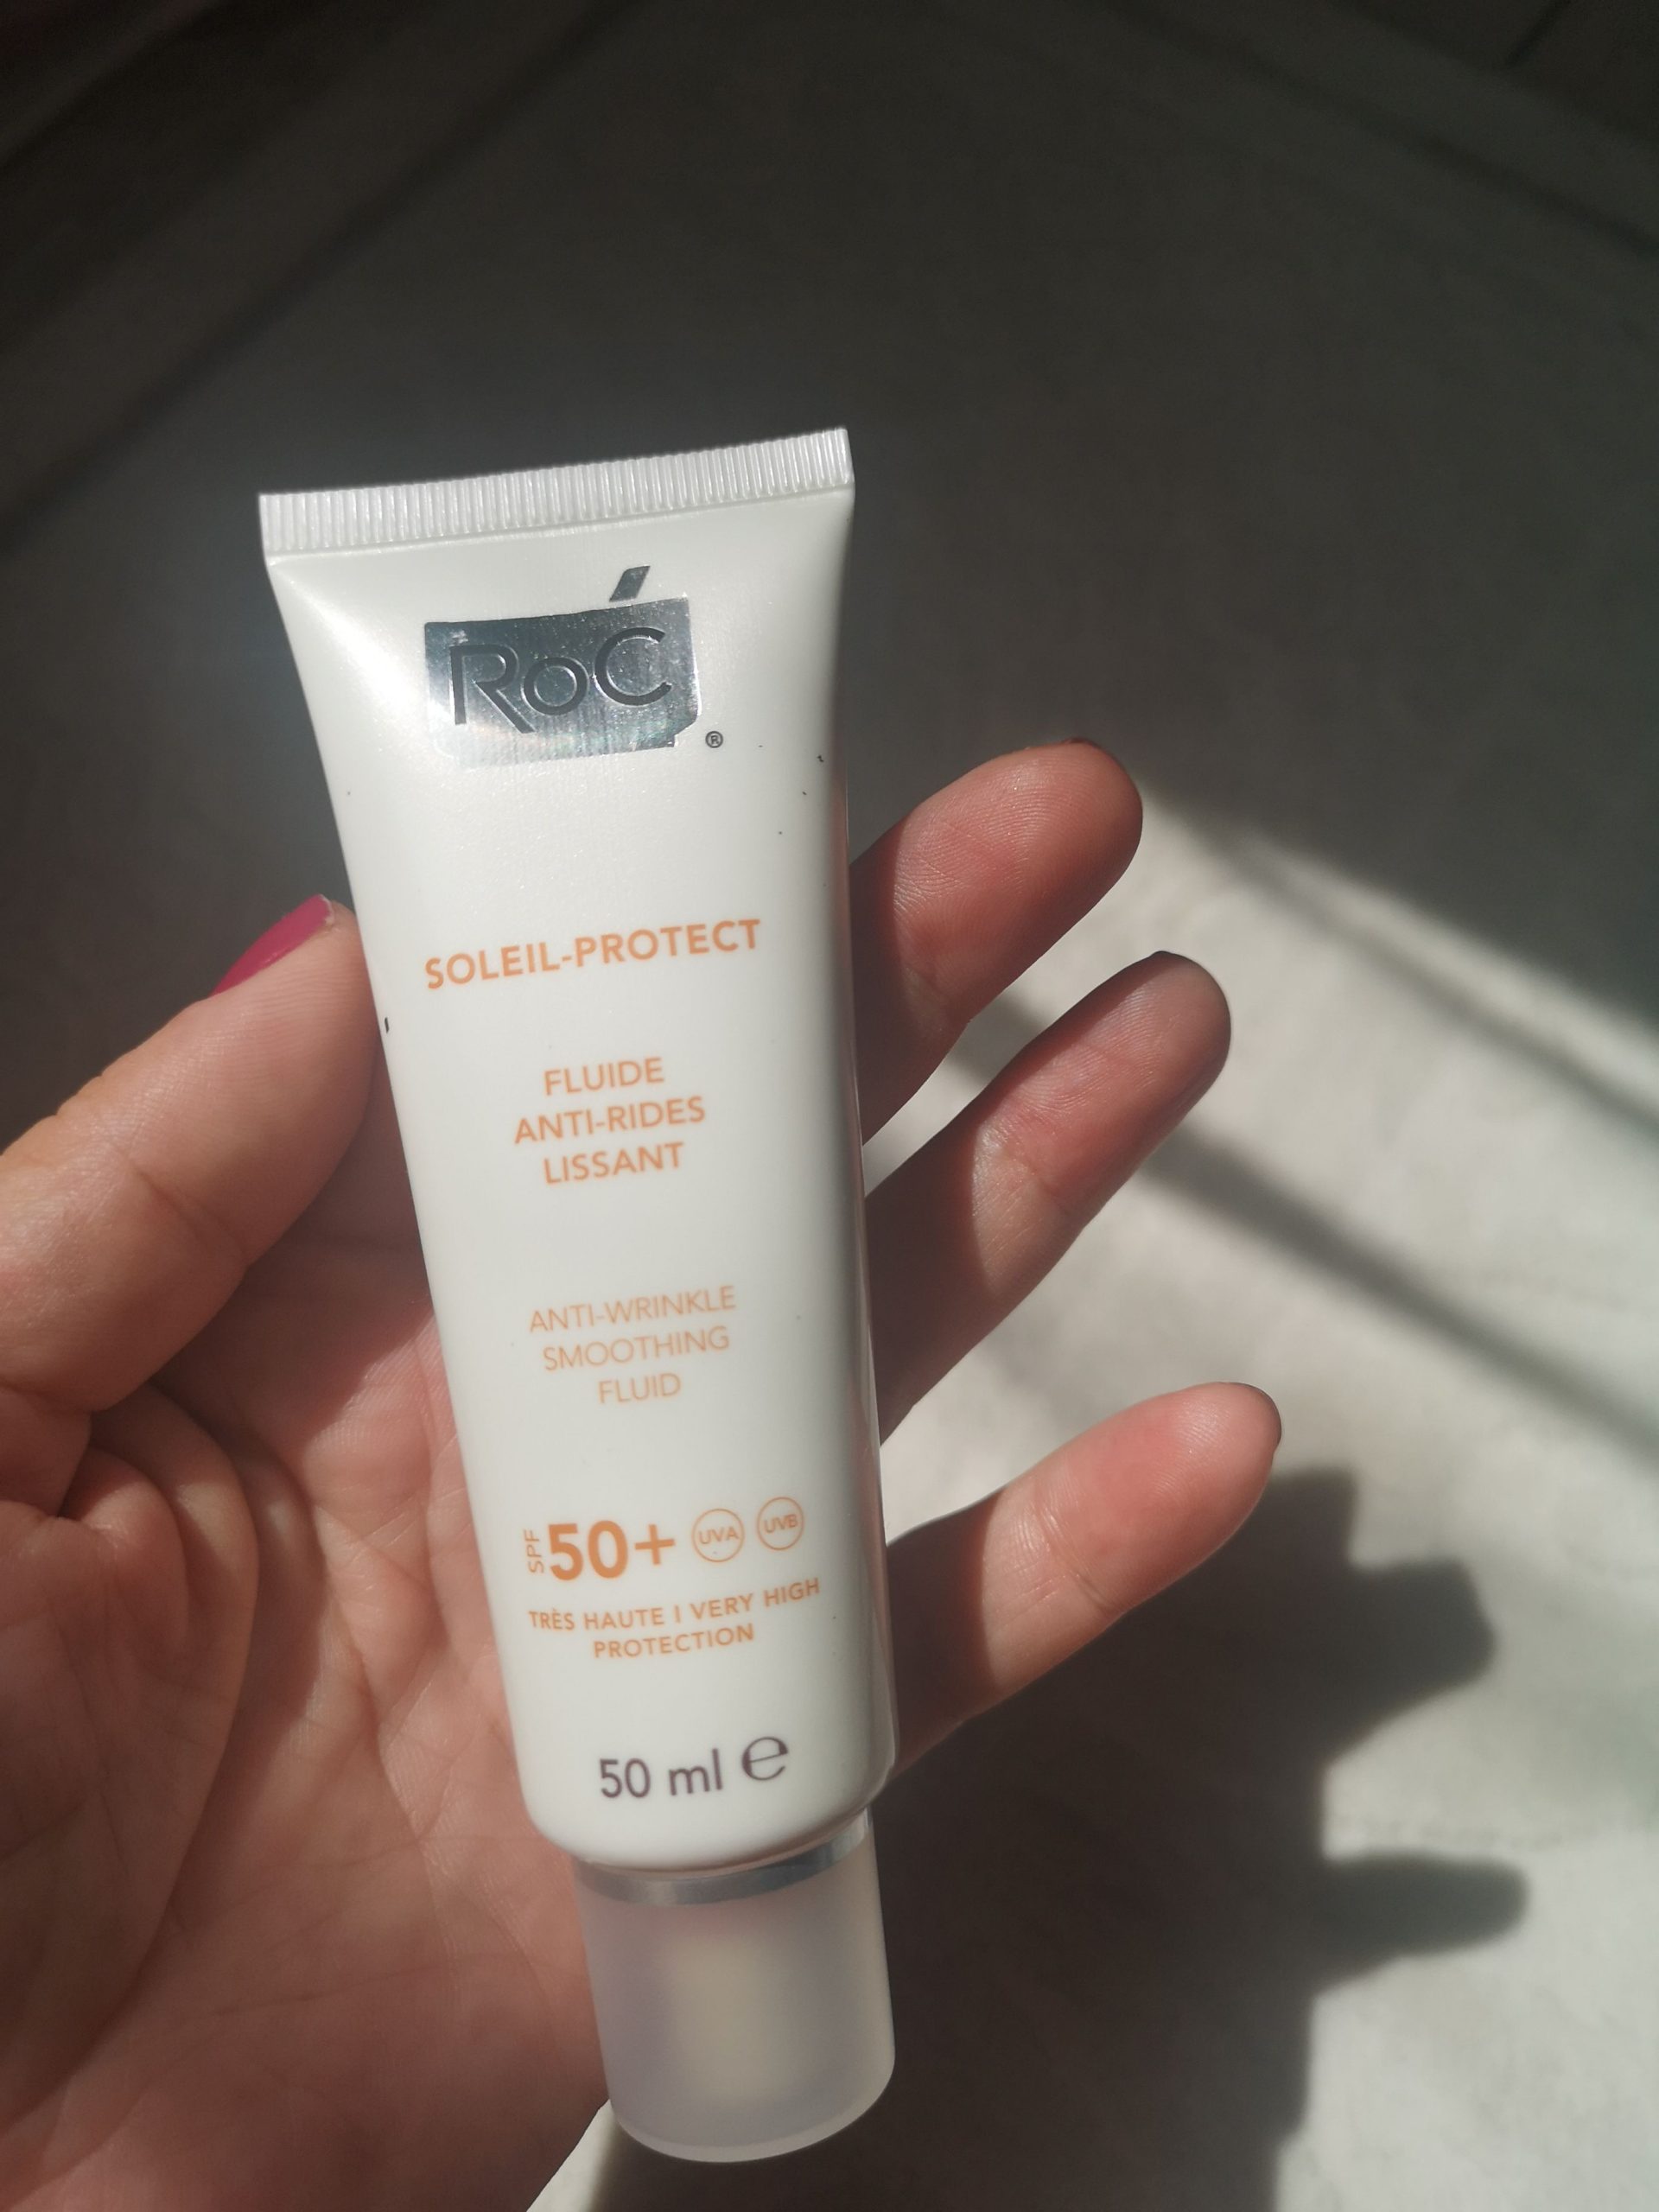 RoC
®
SOLEIL-PROTECT
FLUIDE
ANTI-RIDES
LISSANT
ANTI-WRINKLE
SMOOTHING
FLUID
SPF 50+ UVA UVB
TRÈS HAUTE I VERY HIGH
PROTECTION
50 ml ℮